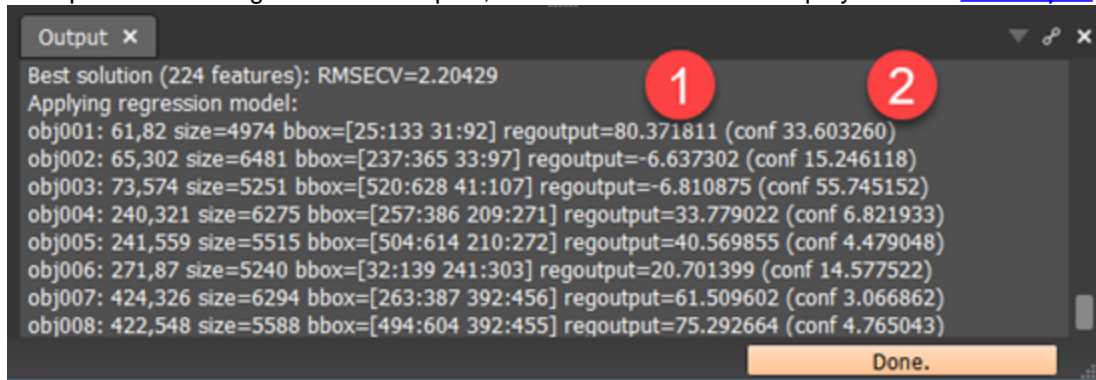 Output ×
1
2
Best solution (224 features): RMSECV=2.20429
Applying regression model:
obj001: 61,82 size=4974 bbox=[25:133 31:92] regoutput=80.371811 (conf 33.603260)
obj002: 65,302 size=6481 bbox=[237:365 33:97] regoutput=-6.637302 (conf 15.246118)
obj003: 73,574 size=5251 bbox=[520:628 41:107] regoutput=-6.810875 (conf 55.745152)
obj004: 240,321 size=6275 bbox=[257:386 209:271] regoutput=33.779022 (conf 6.821933)
obj005: 241,559 size=5515 bbox=[504:614 210:272] regoutput=40.569855 (conf 4.479048)
obj006: 271,87 size=5240 bbox=[32:139 241:303] regoutput=20.701399 (conf 14.577522)
obj007: 424,326 size=6294 bbox=[263:387 392:456] regoutput=61.509602 (conf 3.066862)
obj008: 422,548 size=5588 bbox=[494:604 392:455] regoutput=75.292664 (conf 4.765043)
Done.